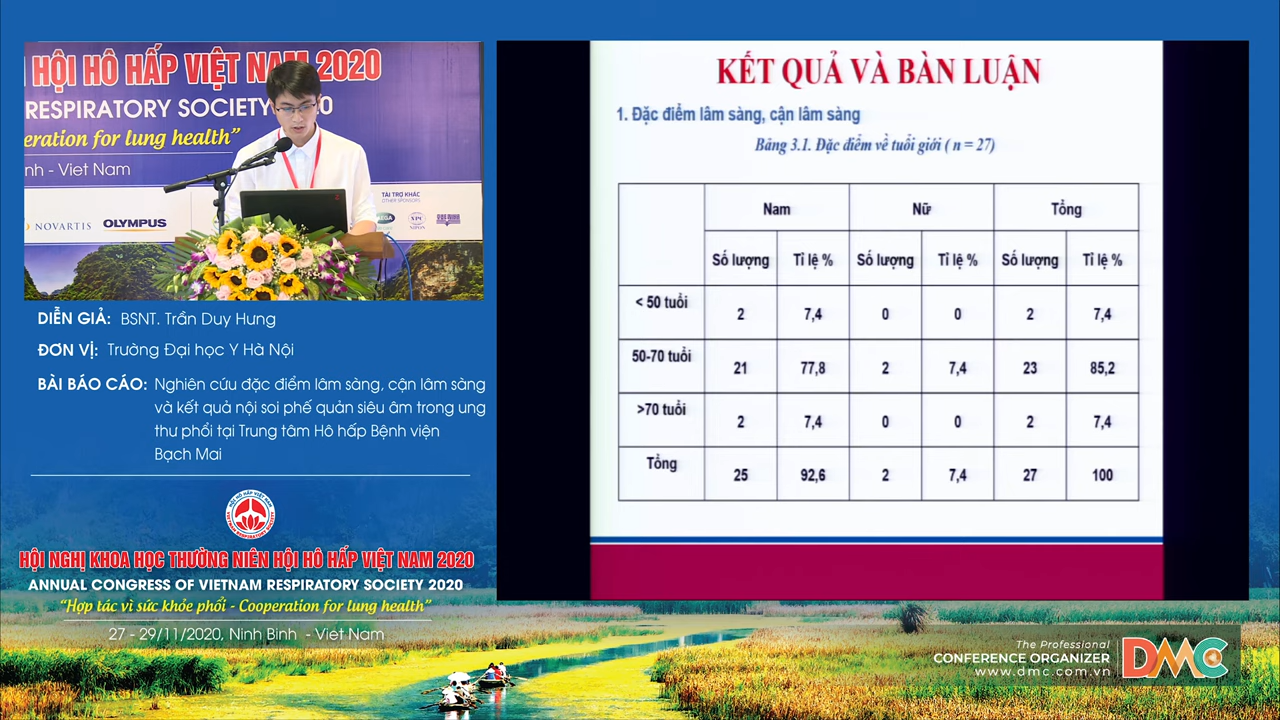 HỘI HÔ HẤP VIỆT NAM 2020
RESPIRATORY SOCIETY 2020
eration for lung health”
nh - Viet Nam
NOVARTIS
OLYMPUS
TÀI TRỢ KHÁC
OTHER SPONSORS
DIỄN GIẢ: BSNT. Trần Duy Hưng
ĐƠN VỊ: Trường Đại học Y Hà Nội
BÀI BÁO CÁO: Nghiên cứu đặc điểm lâm sàng, cận lâm sàng
và kết quả nội soi phế quản siêu âm trong ung
thư phổi tại Trung tâm Hô hấp Bệnh viện
Bạch Mai
HỘI NGHỊ KHOA HỌC THƯỜNG NIÊN HỘI HÔ HẤP VIỆT NAM 2020
ANNUAL CONGRESS OF VIETNAM RESPIRATORY SOCIETY 2020
“Hợp tác vì sức khỏe phổi - Cooperation for lung health”
27 - 29/11/2020, Ninh Binh - Viet Nam
KẾT QUẢ VÀ BÀN LUẬN
1. Đặc điểm lâm sàng, cận lâm sàng
Bảng 3.1. Đặc điểm về tuổi giới ( n = 27)
Nam Nữ Tổng
Số lượng Tỉ lệ % Số lượng Tỉ lệ % Số lượng Tỉ lệ %
< 50 tuổi 2 7,4 0 0 2 7,4
50-70 tuổi 21 77,8 2 7,4 23 85,2
>70 tuổi 2 7,4 0 0 2 7,4
Tổng 25 92,6 2 7,4 27 100
The Professional
CONFERENCE ORGANIZER
www.dmc.com.vn
DMC